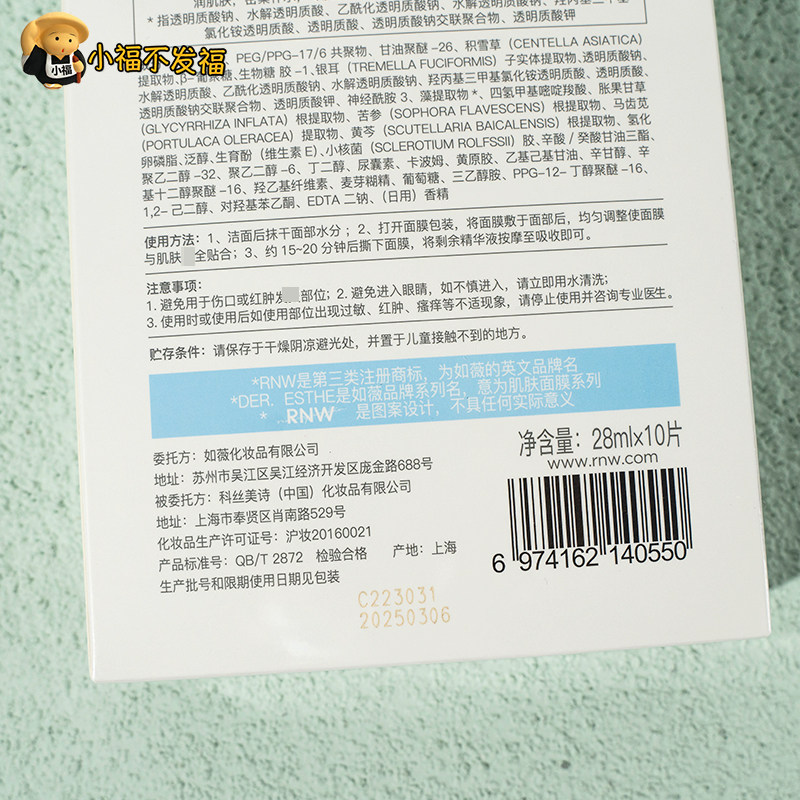 小福不发福
小福
*指透明质酸钠、水解透明质酸、乙酰化透明质酸钠、水解透明质酸钠、羟丙基三甲基
氯化铵透明质酸、透明质酸、透明质酸钠交联聚合物、透明质酸钾
PEG/PPG-17/6 共聚物、甘油聚醚 -26、积雪草（CENTELLA ASIATICA）
提取物、β- 葡聚糖、生物糖 胶 -1、银耳（TREMELLA FUCIFORMIS）子实体提取物、透明质酸钠、
水解透明质酸、乙酰化透明质酸钠、水解透明质酸钠、羟丙基三甲基氯化铵透明质酸、透明质酸、
透明质酸钠交联聚合物、透明质酸钾、神经酰胺 3、藻提取物 *、四氢甲基嘧啶羧酸、胀果甘草
(GLYCYRRHIZA INFLATA）根提取物、苦参（SOPHORA FLAVESCENS）根提取物、马齿苋
(PORTULACA OLERACEA）提取物、黄芩（SCUTELLARIA BAICALENSIS）根提取物、氢化
卵磷脂、泛醇、生育酚（维生素 E）、小核菌（SCLEROTIUM ROLFSSII）胶、辛酸 / 癸酸甘油三酯、
聚乙二醇 -32、聚乙二醇 -6、丁二醇、尿囊素、卡波姆、黄原胶、乙基己基甘油、辛甘醇、辛
基十二醇聚醚 -16、羟乙基纤维素、麦芽糊精、葡萄糖、三乙醇胺、PPG-12- 丁醇聚醚 -16、
1,2- 己二醇、对羟基苯乙酮、EDTA 二钠、（日用）香精
使用方法：1、洁面后抹干面部水分；2、打开面膜包装，将面膜敷于面部后，均匀调整使面膜
与肌肤 全贴合；3、约 15~20 分钟后撕下面膜，将剩余精华液按摩至吸收即可。
注意事项：
1. 避免用于伤口或红肿发 部位；2. 避免进入眼睛，如不慎进入，请立即用水清洗；
3. 使用时或使用后如使用部位出现过敏、红肿、瘙痒等不适现象，请停止使用并咨询专业医生。
贮存条件：请保存于干燥阴凉避光处，并置于儿童接触不到的地方。
*RNW是第三类注册商标，为如薇的英文品牌名
*DER．ESTHE是如薇品牌系列名，意为肌肤面膜系列
* RNW 是图案设计，不具任何实际意义
净含量：28ml×10片
www.rnw.com
委托方：如薇化妆品有限公司
地址：苏州市吴江区吴江经济开发区庞金路688号
被委托方：科丝美诗（中国）化妆品有限公司
地址：上海市奉贤区肖南路529号
化妆品生产许可证号：沪妆20160021
产品标准号：QB/T 2872 检验合格 产地：上海
生产批号和限期使用日期见包装
6 974162 140550
C223031
20250306